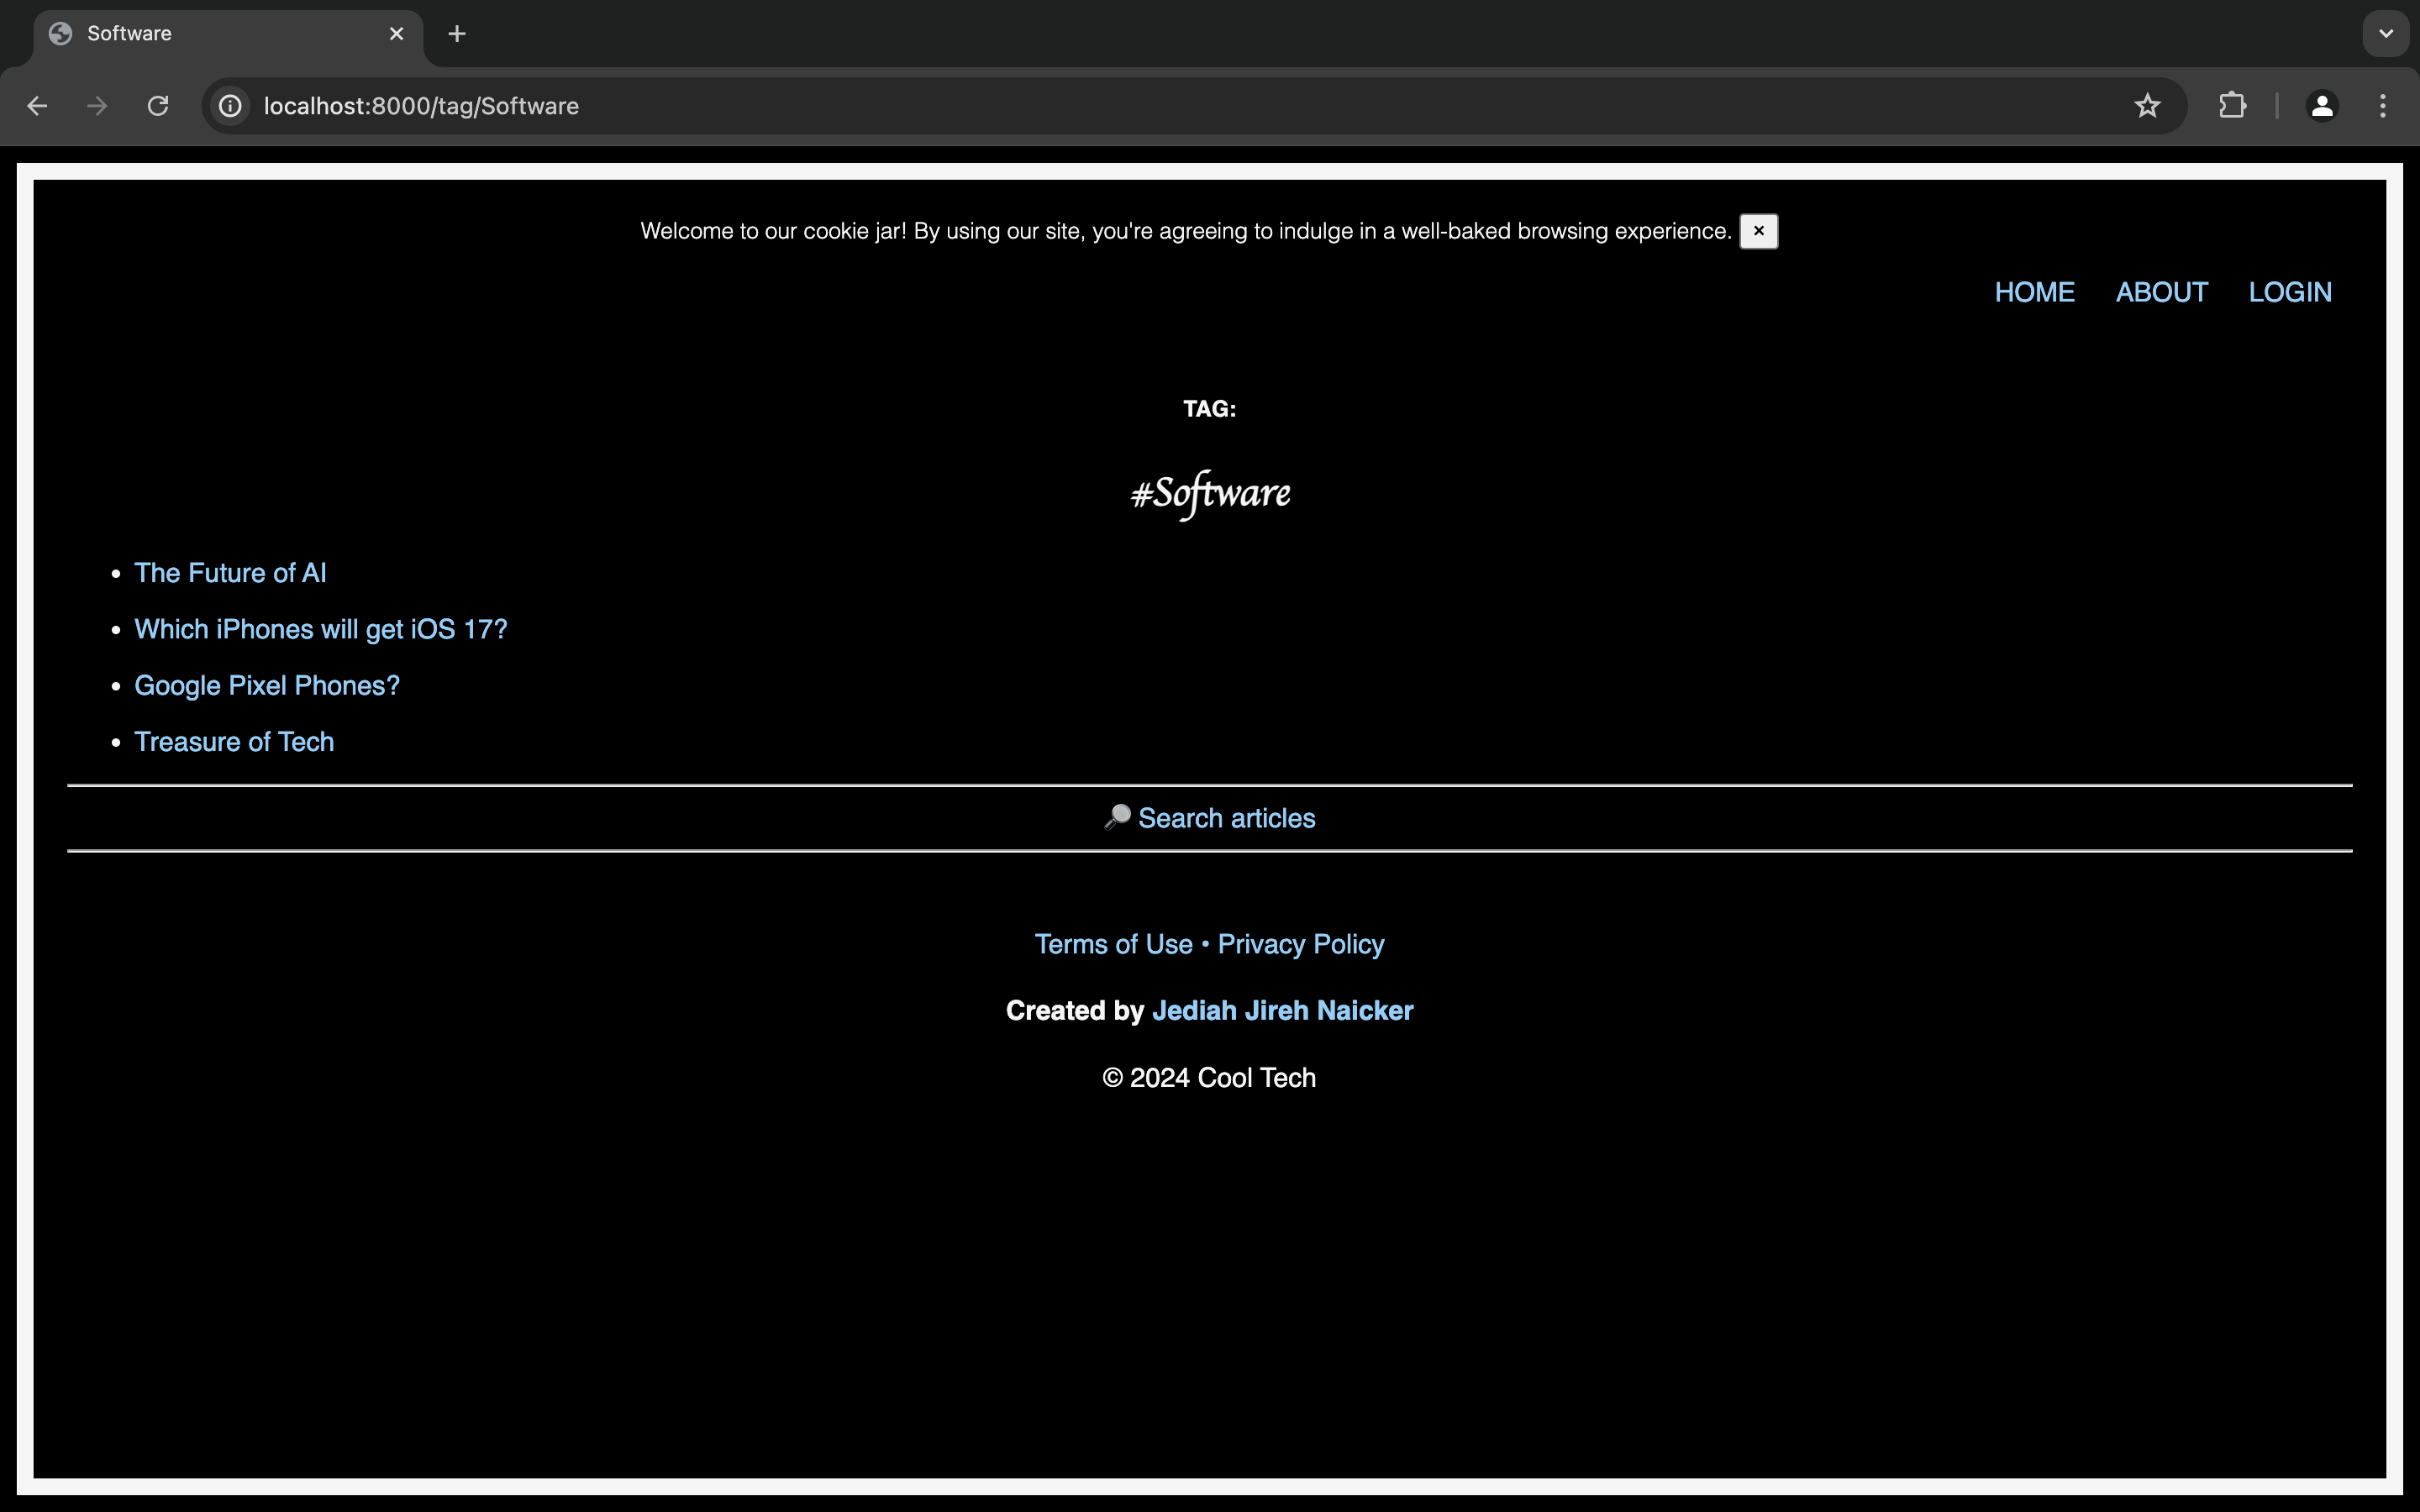 Software
localhost:8000/tag/Software
Welcome to our cookie jar! By using our site, you're agreeing to indulge in a well-baked browsing experience. ×
HOME ABOUT LOGIN
TAG:
#Software
• The Future of AI
• Which iPhones will get iOS 17?
• Google Pixel Phones?
• Treasure of Tech
🔎 Search articles
Terms of Use • Privacy Policy
Created by Jediah Jireh Naicker
© 2024 Cool Tech